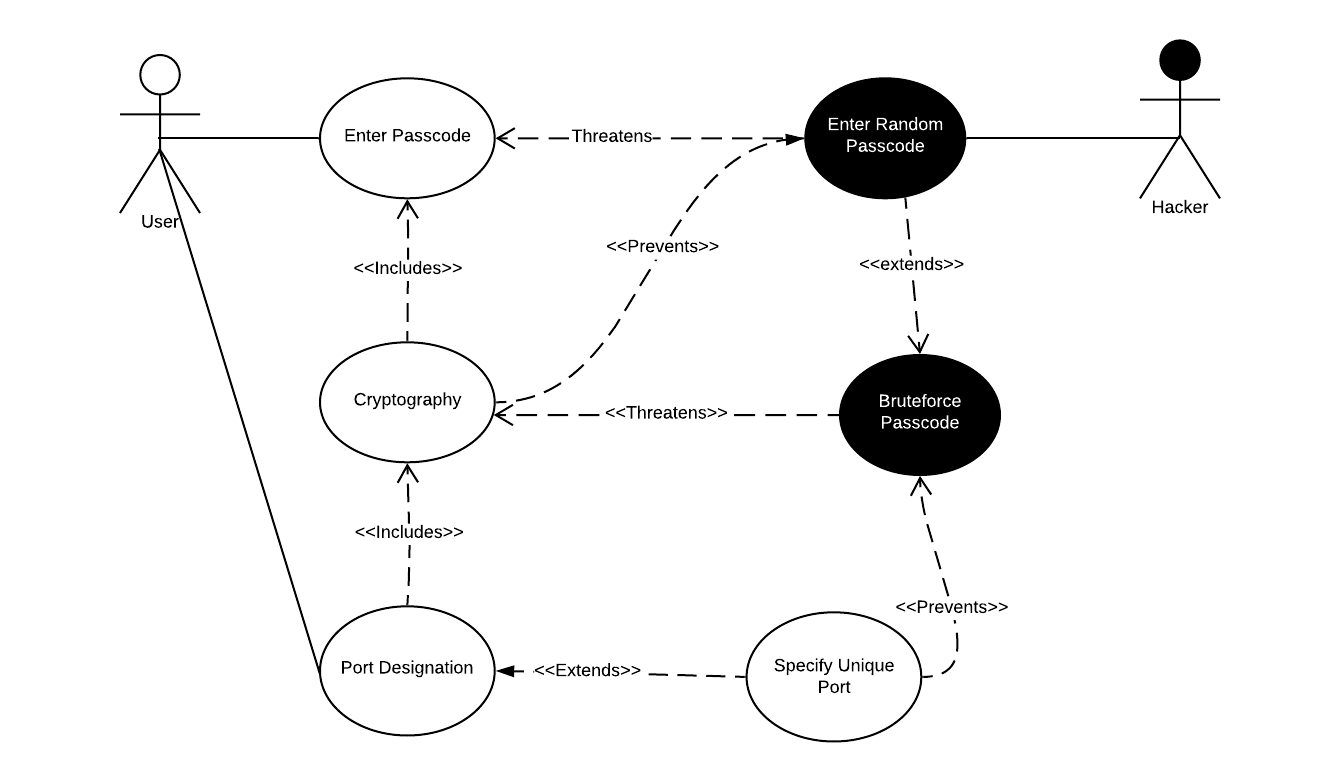 Enter Passcode
Threatens
Enter Random
Passcode
User
Hacker
<<Prevents>>
<<Includes>>
<<extends>>
Cryptography
<<Threatens>>
Bruteforce
Passcode
<<Includes>>
<<Prevents>>
Port Designation
<<Extends>>
Specify Unique
Port